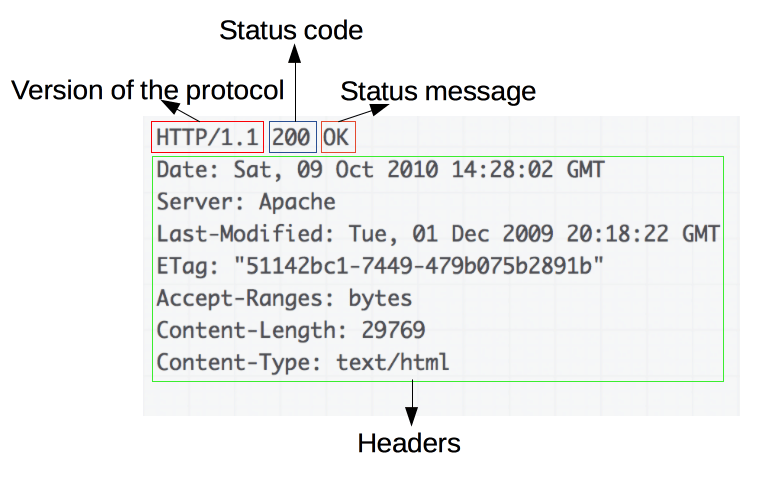 Status code
Version of the protocol
Status message
HTTP/1.1 200 OK
Date: Sat, 09 Oct 2010 14:28:02 GMT
Server: Apache
Last-Modified: Tue, 01 Dec 2009 20:18:22 GMT
ETag: "51142bc1-7449-479b075b2891b"
Accept-Ranges: bytes
Content-Length: 29769
Content-Type: text/html
Headers